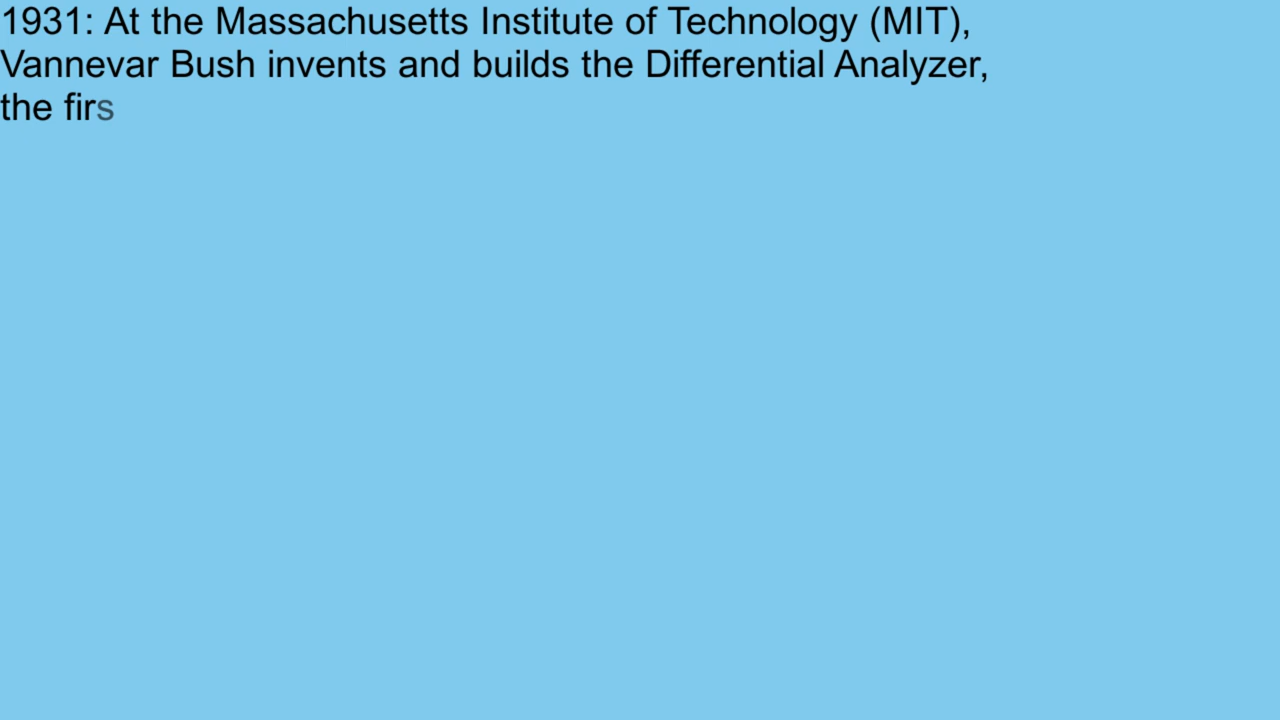 1931: At the Massachusetts Institute of Technology (MIT),
Vannevar Bush invents and builds the Differential Analyzer,
the firs